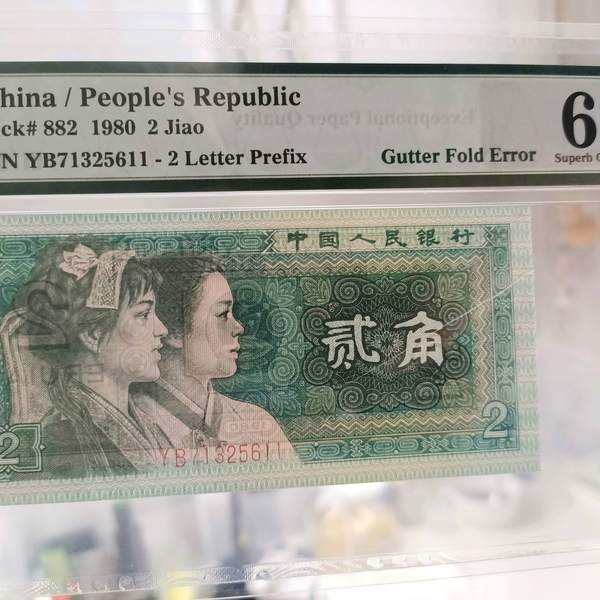 hina / People's Republic
ck# 882 1980 2 Jiao
N YB71325611 - 2 Letter Prefix
Gutter Fold Error
6
Superb G
Exceptional Paper Quality
中国人民银行
贰角
2
2
YB71325611